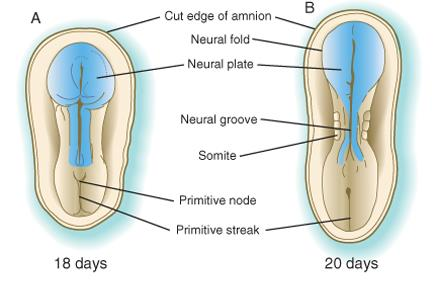 A
B
Cut edge of amnion
Neural fold
Neural plate
Neural groove
Somite
Primitive node
Primitive streak
18 days
20 days